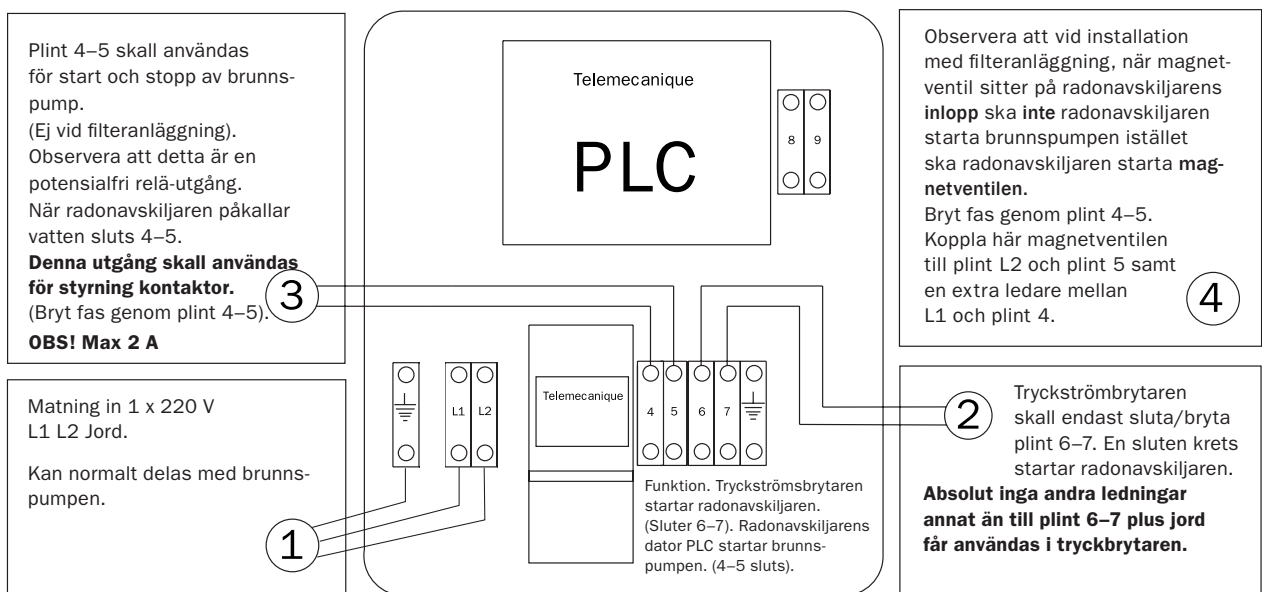 Plint 4–5 skall användas
för start och stopp av brunns-
pump.
(Ej vid filteranläggning).
Observera att detta är en
potensialfri relä-utgång.
När radonavskiljaren påkallar
vatten sluts 4–5.
Denna utgång skall användas
för styrning kontaktor.
(Bryt fas genom plint 4–5).
OBS! Max 2 A
3
Matning in 1 x 220 V
L1 L2 Jord.
Kan normalt delas med brunns-
pumpen.
1
Telemecanique
PLC
8 9
L1 L2
Telemecanique
4 5 6 7
Funktion. Tryckströmsbrytaren
startar radonavskiljaren.
(Sluter 6–7). Radonavskiljarens
dator PLC startar brunns-
pumpen. (4–5 sluts).
Observera att vid installation
med filteranläggning, när magnet-
ventil sitter på radonavskiljarens
inlopp ska inte radonavskiljaren
starta brunnspumpen istället
ska radonavskiljaren starta mag-
netventilen.
Bryt fas genom plint 4–5.
Koppla här magnetventilen
till plint L2 och plint 5 samt
en extra ledare mellan
L1 och plint 4.
4
2
Tryckströmbrytaren
skall endast sluta/bryta
plint 6–7. En sluten krets
startar radonavskiljaren.
Absolut inga andra ledningar
annat än till plint 6–7 plus jord
får användas i tryckbrytaren.